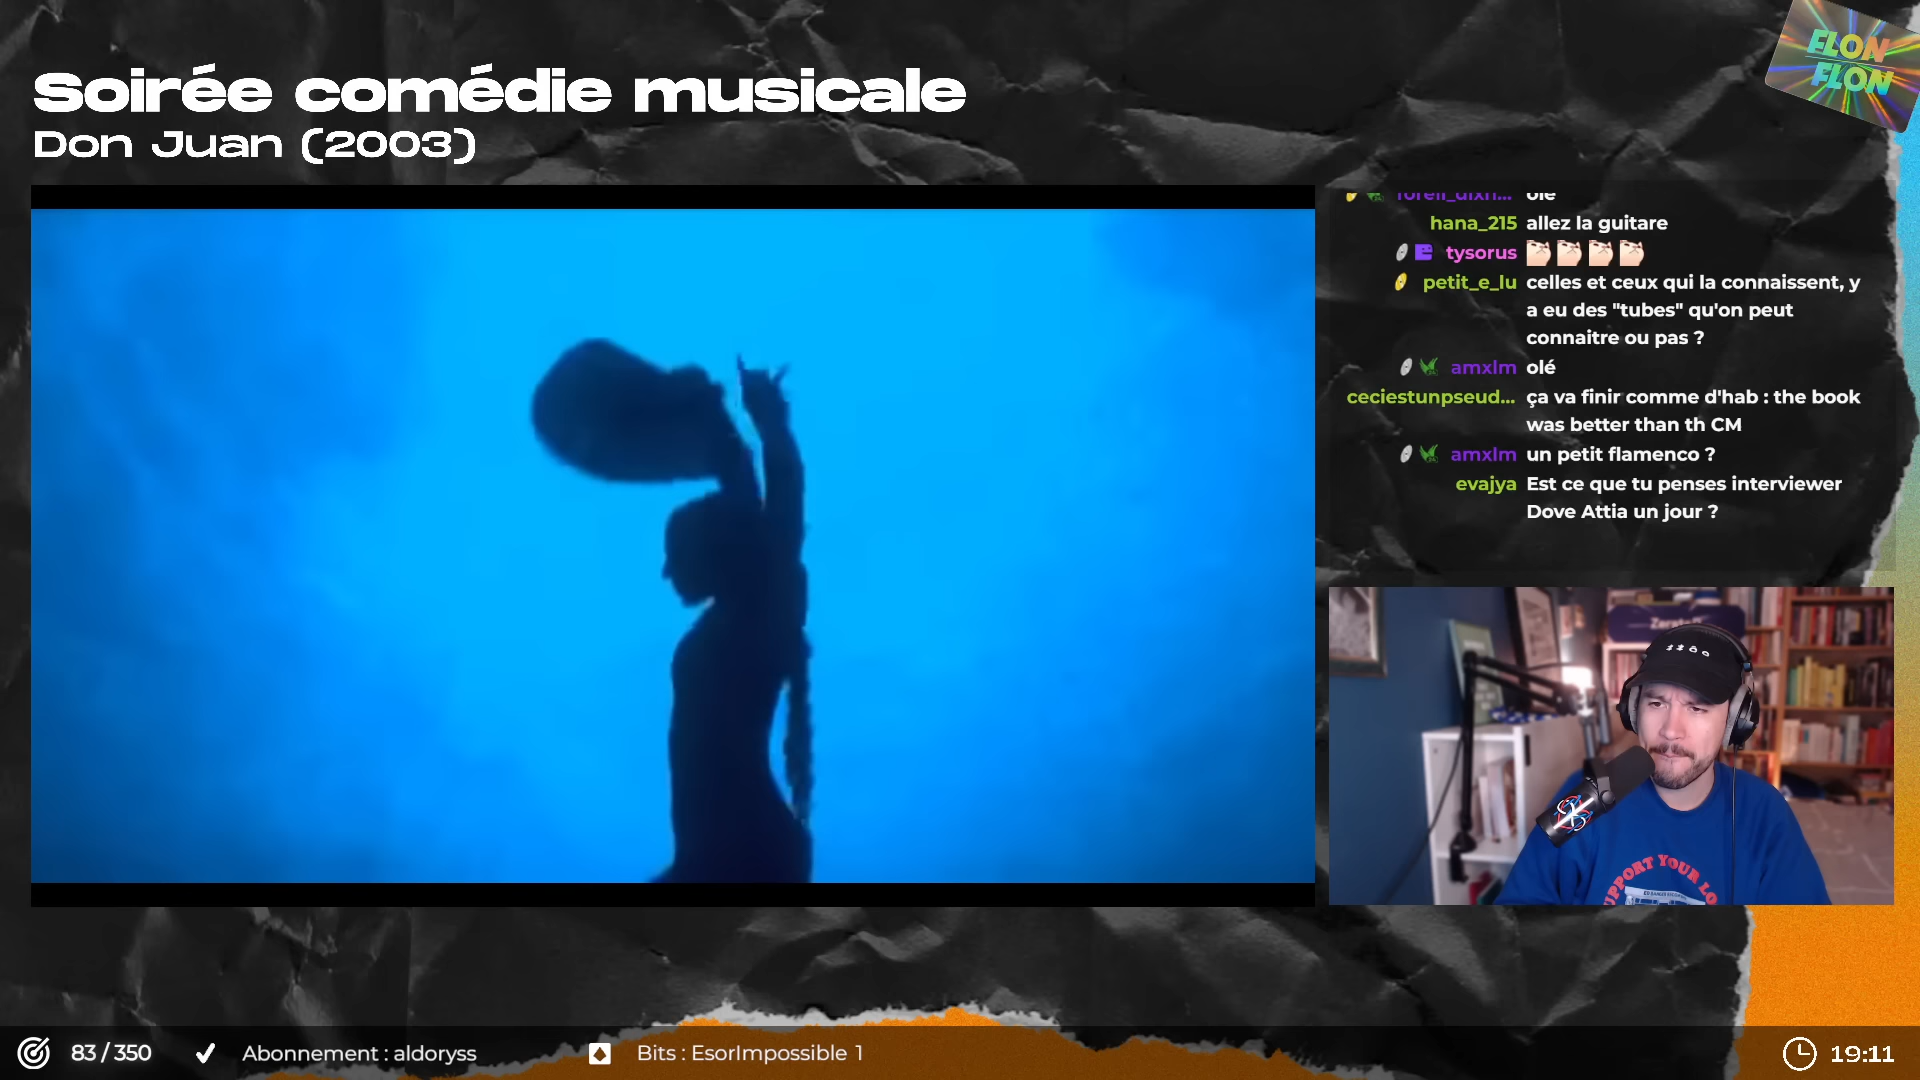 FLON
FLON
Soirée comédie musicale
Don Juan (2003)
olé
hana_215 allez la guitare
tysorus
petit_e_lu celles et ceux qui la connaissent, y
a eu des "tubes" qu'on peut
connaitre ou pas ?
amxlm olé
ceciestunpseud... ça va finir comme d'hab : the book
was better than th CM
amxlm un petit flamenco ?
evajya Est ce que tu penses interviewer
Dove Attia un jour ?
YOUR
83 / 350 Abonnement : aldoryss Bits : EsorImpossible 1 19:11